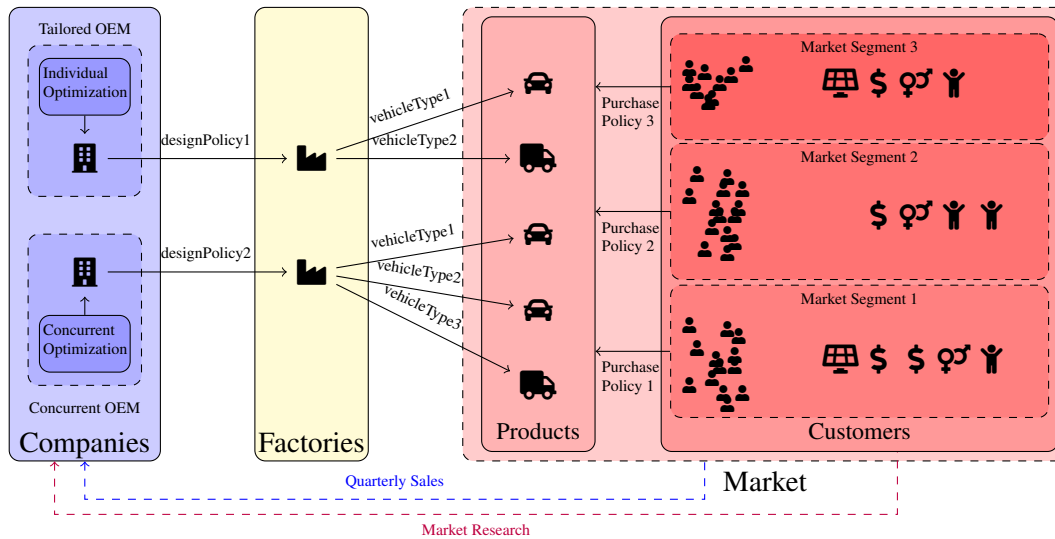 Tailored OEM
Individual
Optimization
designPolicy1
vehicleType1
vehicleType2
Purchase
Policy 3
Market Segment 3
Market Segment 2
Purchase
Policy 2
designPolicy2
vehicleType1
vehicleType2
vehicleType3
Concurrent
Optimization
Purchase
Policy 1
Market Segment 1
Concurrent OEM
Companies
Factories
Products
Customers
Quarterly Sales
Market
Market Research